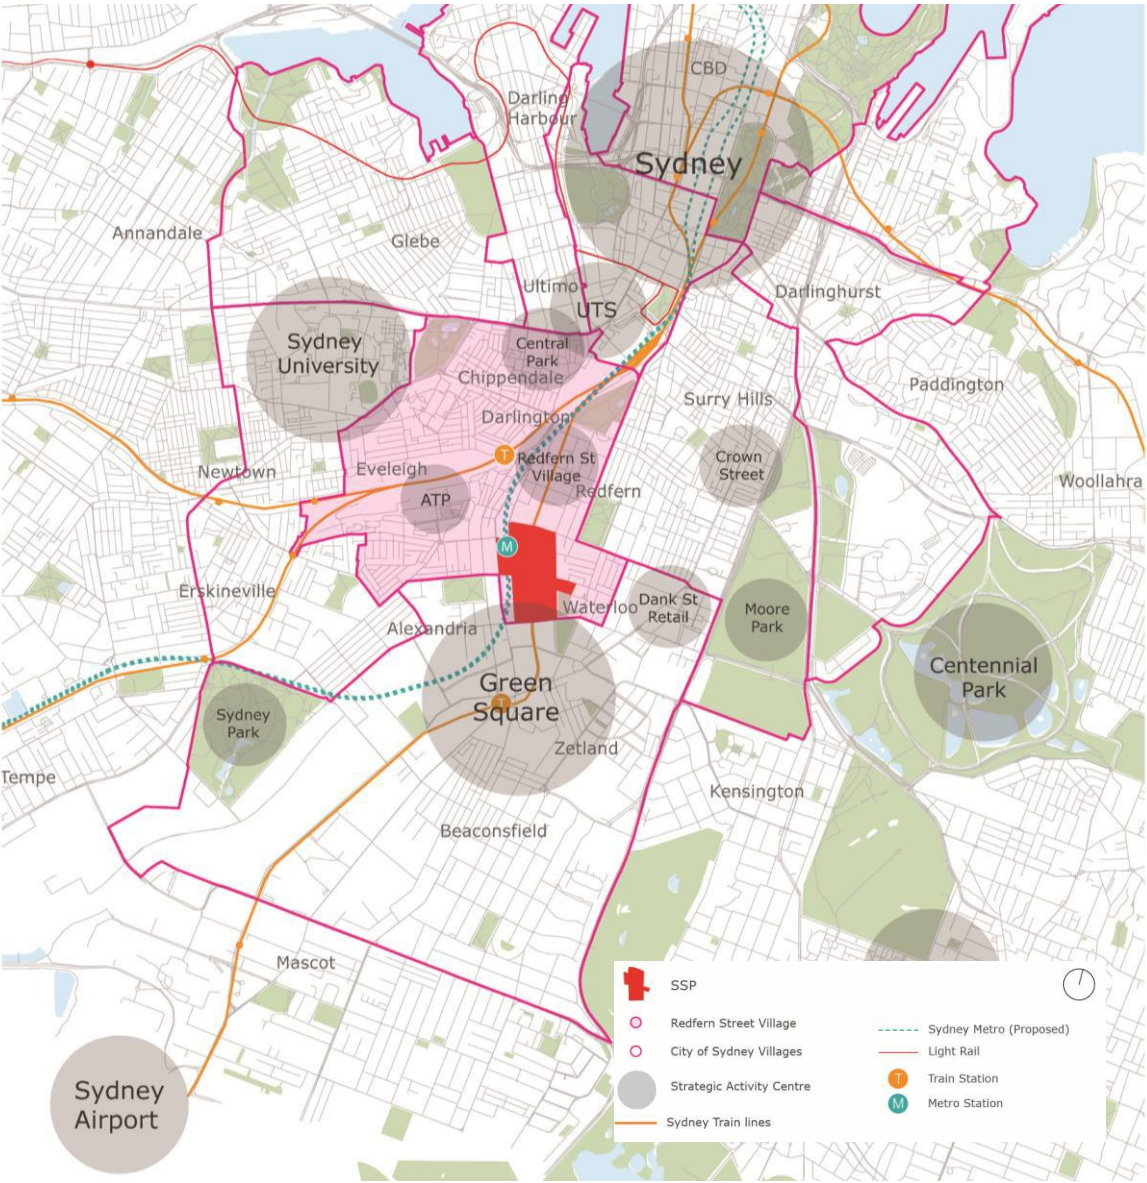 CBD
Darling
Harbour
Sydney
Annandale
Glebe
Ultimo
Darlinghurst
UTS
Sydney
University
Central
Park
Chippendale
Paddington
Surry Hills
Darlington
Newtown
Eveleigh
T
Redfern St
Village
Crown
Street
Woollahra
ATP
Redfern
M
Erskineville
Waterloo
Dank St
Retail
Moore
Park
Alexandria
Centennial
Park
Green
Square
T
Sydney
Park
Zetland
Tempe
Kensington
Beaconsfield
Mascot
Sydney
Airport
SSP
Redfern Street Village
City of Sydney Villages
Strategic Activity Centre
Sydney Train lines
Sydney Metro (Proposed)
Light Rail
T Train Station
M Metro Station